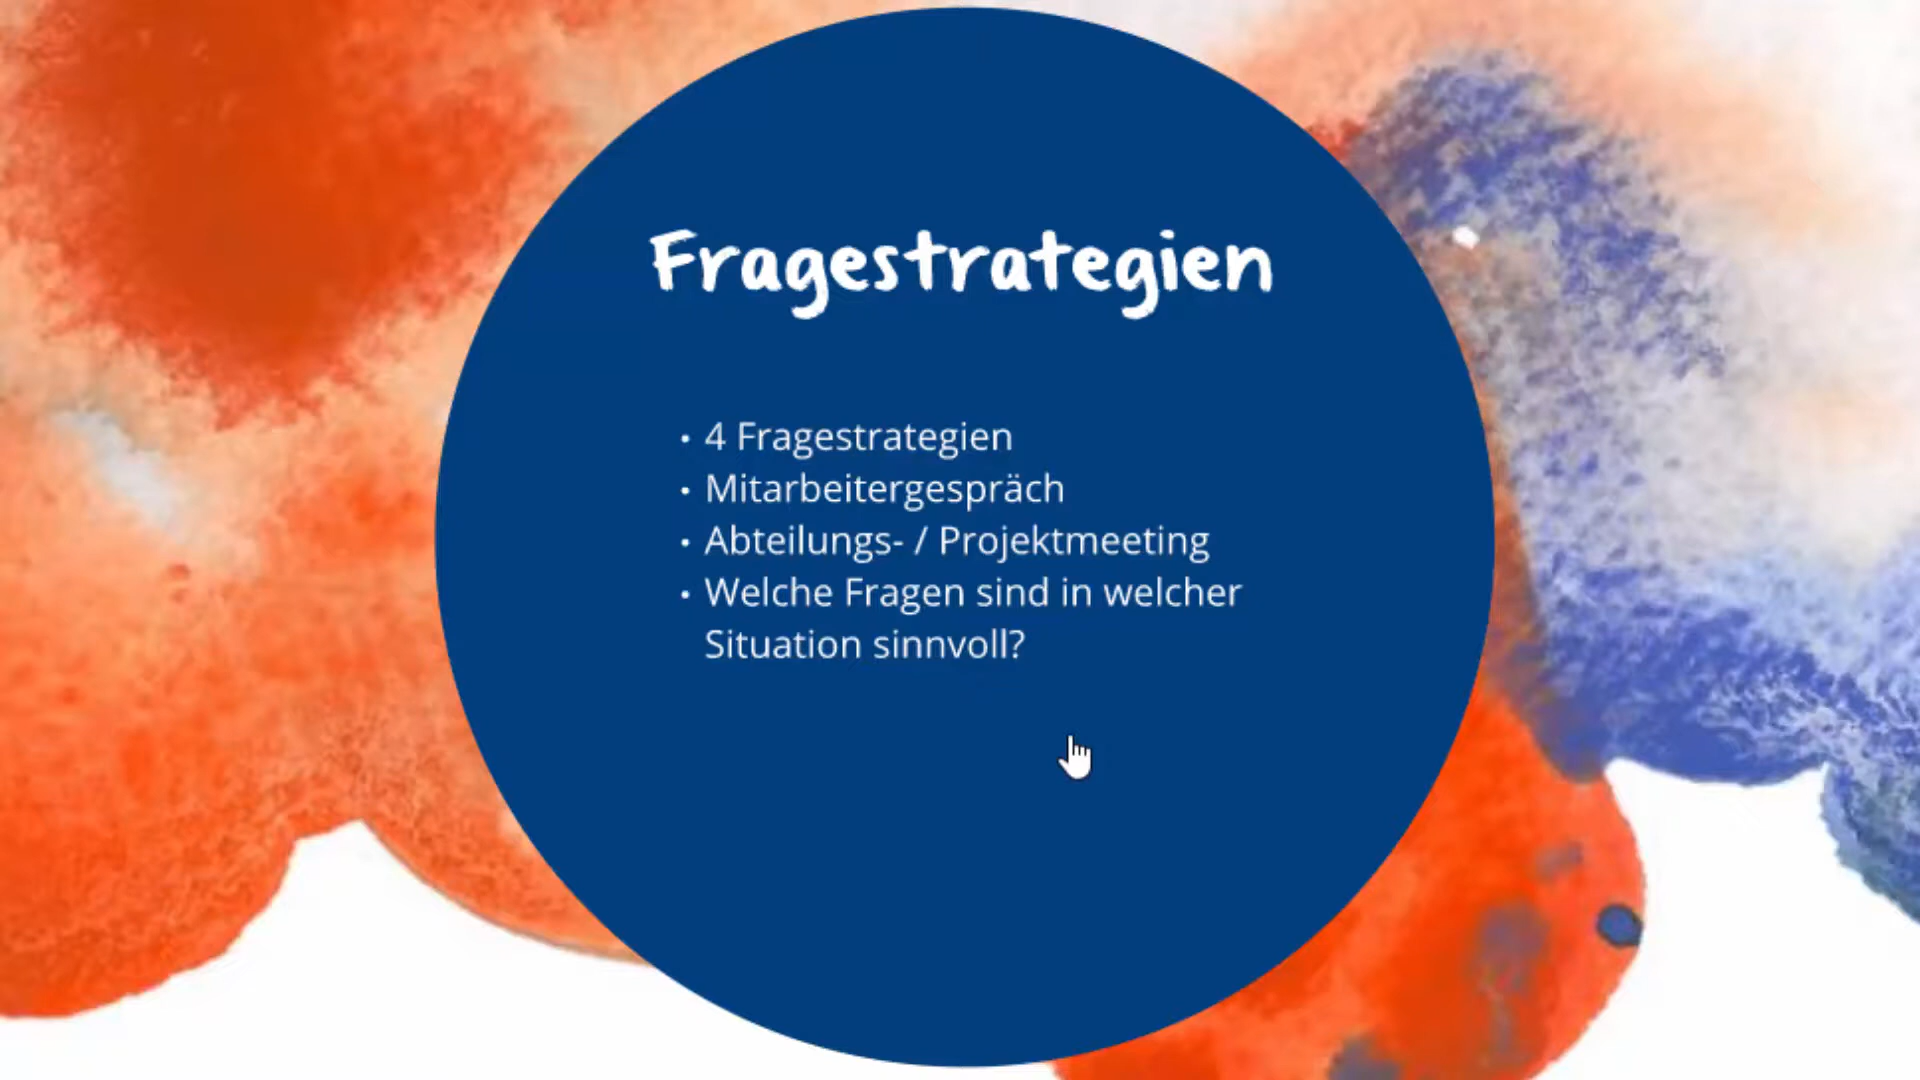 Fragestrategien
• 4 Fragestrategien
• Mitarbeitergespräch
• Abteilungs- / Projektmeeting
• Welche Fragen sind in welcher
Situation sinnvoll?